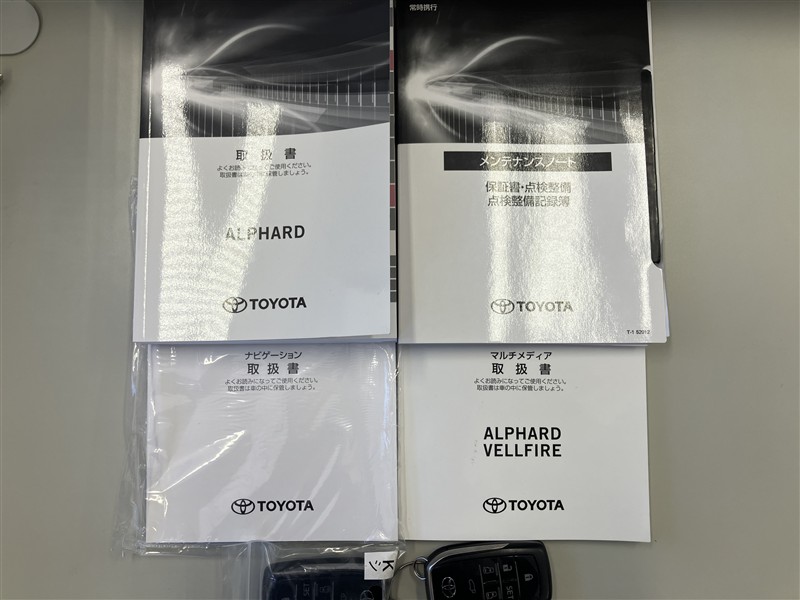 取扱書
よくお読みになってご使用ください。
取扱書は車の中に保管しましょう。
ALPHARD
TOYOTA
常時携行
メンテナンスノート
保証書・点検整備
点検整備記録簿
TOYOTA
ナビゲーション
取扱書
よくお読みになってご使用ください。
取扱書は車の中に保管しましょう。
TOYOTA
マルチメディア
取扱書
よくお読みになってご使用ください。
取扱書は車の中に保管しましょう。
ALPHARD
VELLFIRE
TOYOTA
SET